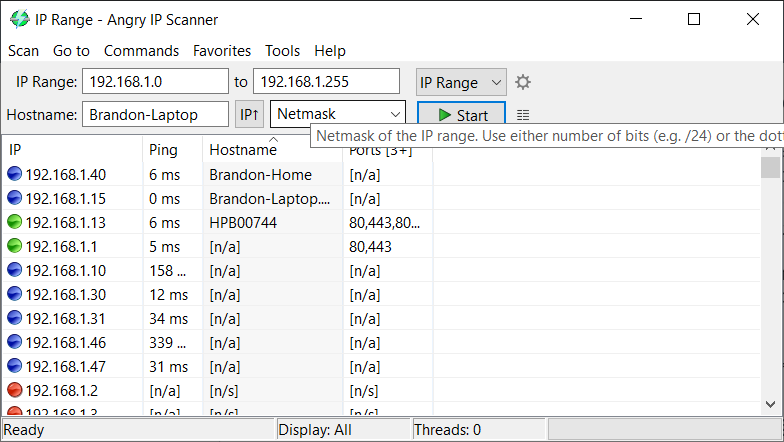 IP Range - Angry IP Scanner
Scan Go to Commands Favorites Tools Help
IP Range: 192.168.1.0 to 192.168.1.255 IP Range
Hostname: Brandon-Laptop IP↑ Netmask Start
Netmask of the IP range. Use either number of bits (e.g. /24) or the dott
IP Ping Hostname Ports [3+]
192.168.1.40 6 ms Brandon-Home [n/a]
192.168.1.15 0 ms Brandon-Laptop.... [n/a]
192.168.1.13 6 ms HPB00744 80,443,80...
192.168.1.1 5 ms [n/a] 80,443
192.168.1.10 158 ... [n/a] [n/a]
192.168.1.30 12 ms [n/a] [n/a]
192.168.1.31 34 ms [n/a] [n/a]
192.168.1.46 339 ... [n/a] [n/a]
192.168.1.47 31 ms [n/a] [n/a]
192.168.1.2 [n/a] [n/s] [n/s]
192.168.1.3 [n/a] [n/s] [n/s]
Ready Display: All Threads: 0